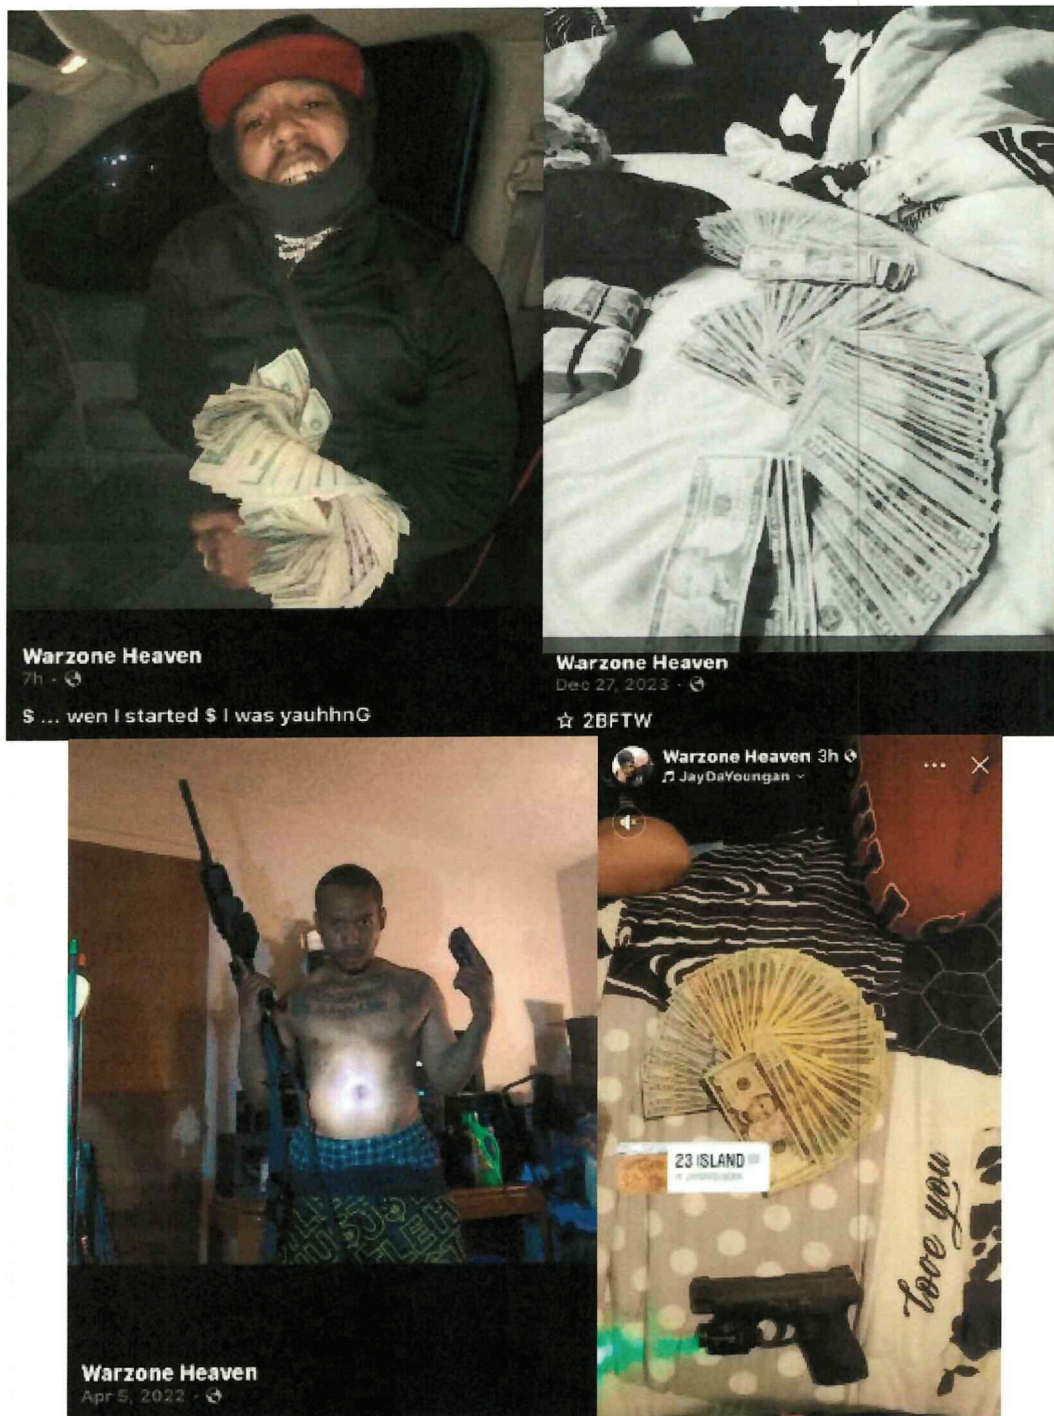 Warzone Heaven
7h ·
$ ... wen I started $ I was yauhhnG
Warzone Heaven
Dec 27, 2023 ·
☆ 2BFTW
Warzone Heaven
Apr 5, 2022 ·
Warzone Heaven 3h
JayDaYoungan
23 ISLAND
love you